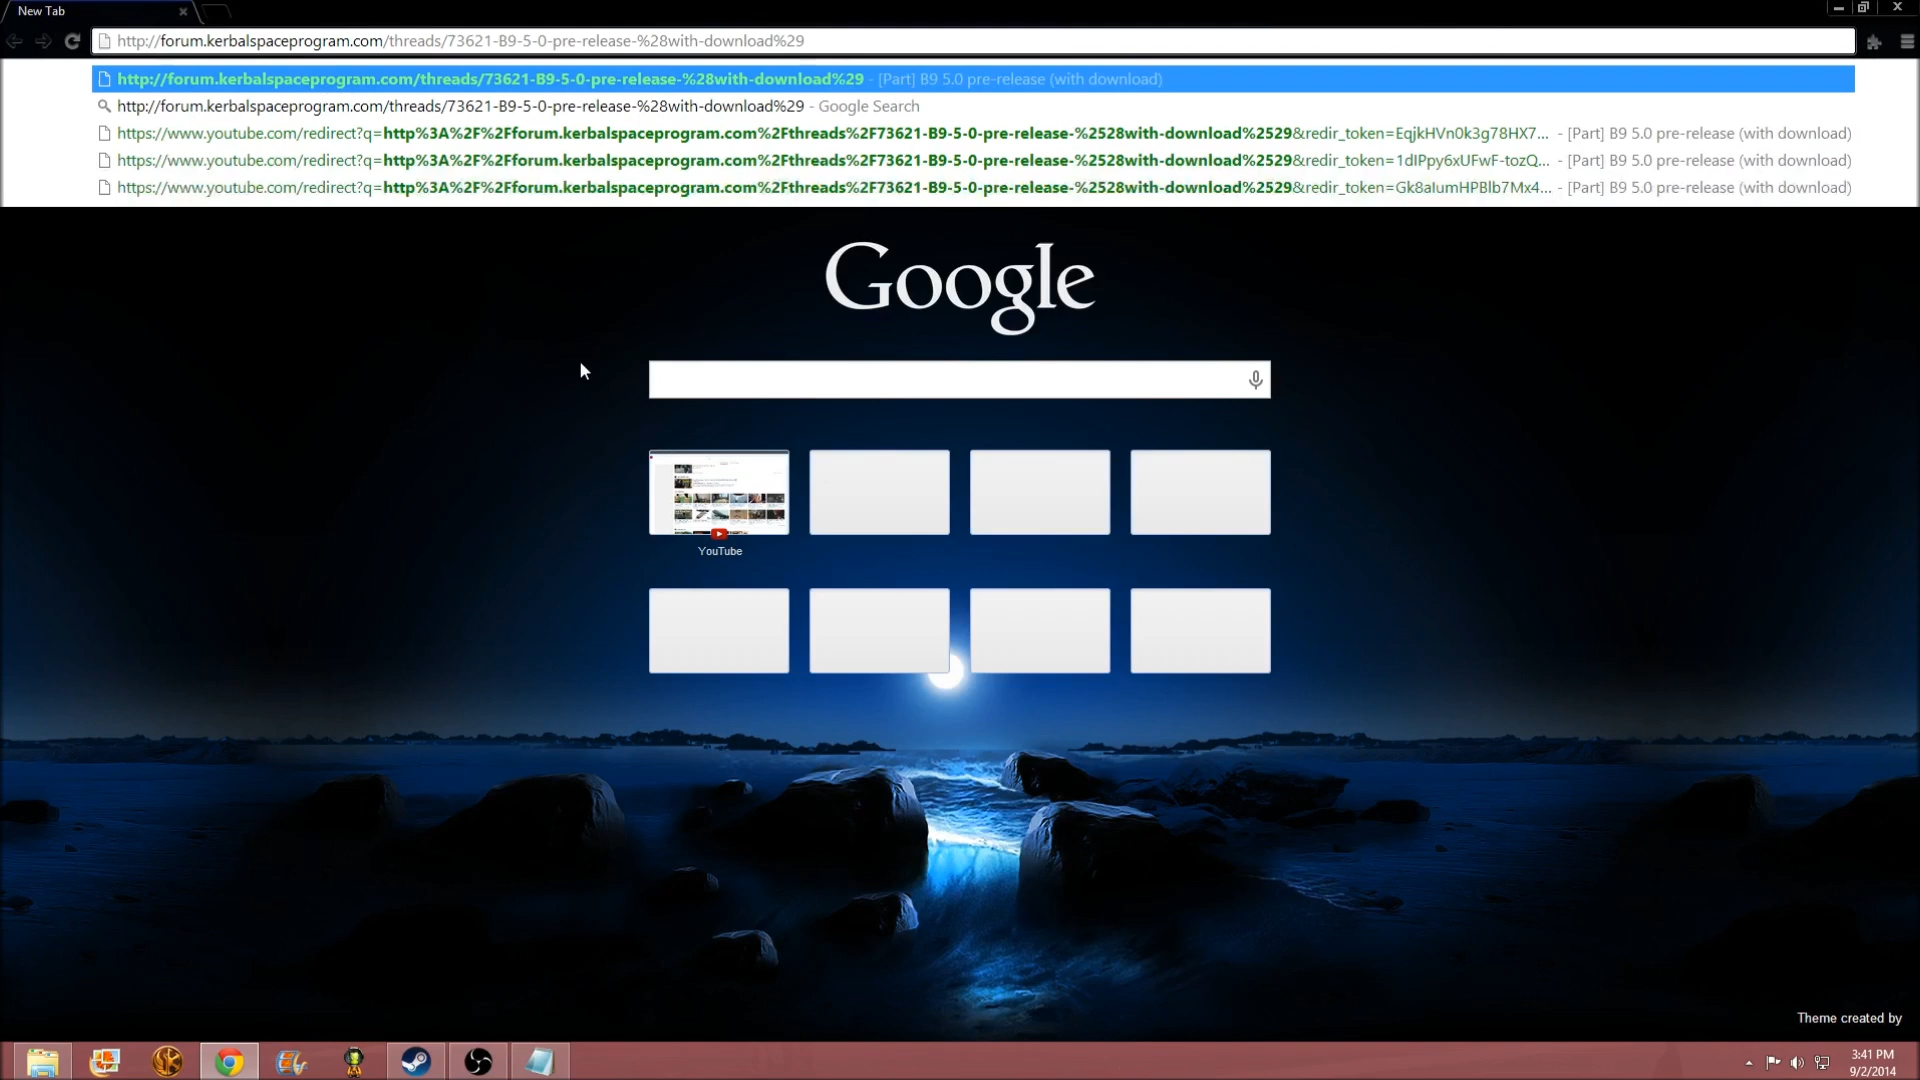 New Tab
http://forum.kerbalspaceprogram.com/threads/73621-B9-5-0-pre-release-%28with-download%29
http://forum.kerbalspaceprogram.com/threads/73621-B9-5-0-pre-release-%28with-download%29 - [Part] B9 5.0 pre-release (with download)
http://forum.kerbalspaceprogram.com/threads/73621-B9-5-0-pre-release-%28with-download%29 - Google Search
https://www.youtube.com/redirect?q=http%3A%2F%2Fforum.kerbalspaceprogram.com%2Fthreads%2F73621-B9-5-0-pre-release-%2528with-download%2529&redir_token=EqjkHVn0k3g78HX7... - [Part] B9 5.0 pre-release (with download)
https://www.youtube.com/redirect?q=http%3A%2F%2Fforum.kerbalspaceprogram.com%2Fthreads%2F73621-B9-5-0-pre-release-%2528with-download%2529&redir_token=1dIPpy6xUFwF-tozQ... - [Part] B9 5.0 pre-release (with download)
https://www.youtube.com/redirect?q=http%3A%2F%2Fforum.kerbalspaceprogram.com%2Fthreads%2F73621-B9-5-0-pre-release-%2528with-download%2529&redir_token=Gk8aIumHPBlb7Mx4... - [Part] B9 5.0 pre-release (with download)
Google
YouTube
Theme created by
3:41 PM
9/2/2014